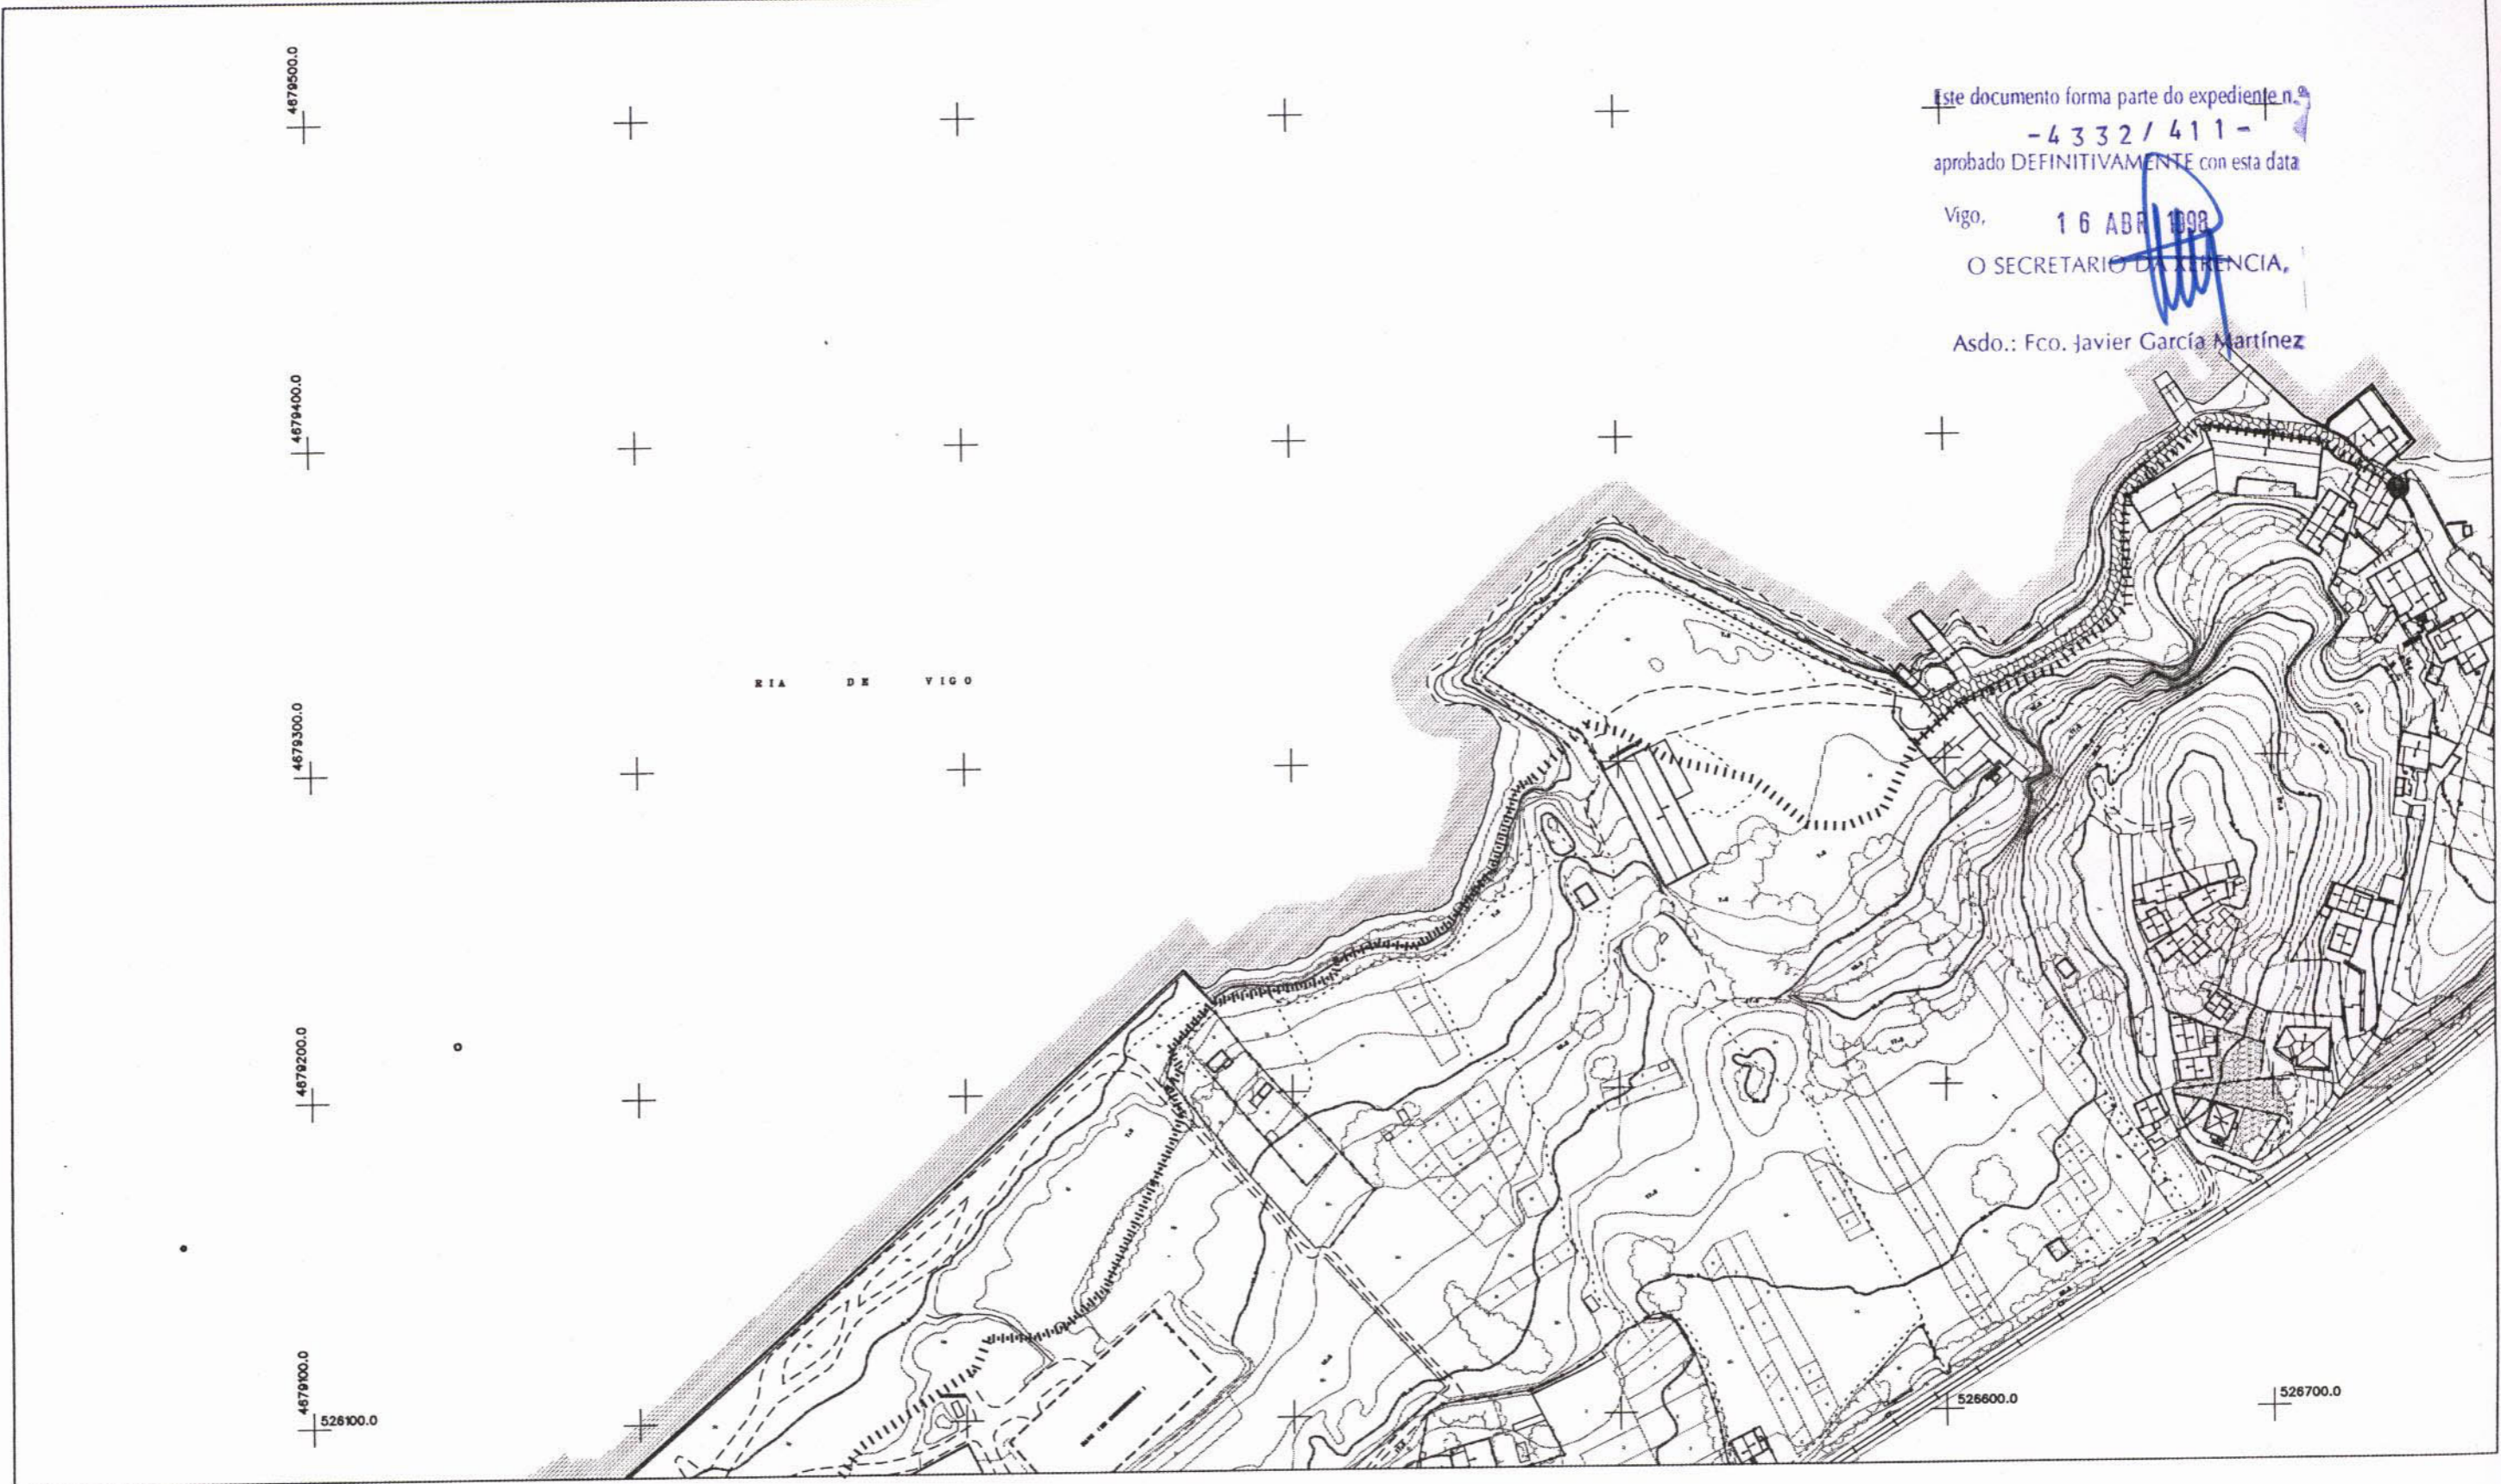 4679500.0
Este documento forma parte do expediente n.º
-4332/411-
aprobado DEFINITIVAMENTE con esta data
Vigo, 16 ABR 1998
O SECRETARIO DA XERENCIA,
Asdo.: Fco. Javier García Martínez
4679400.0
RIA DE VIGO
4679300.0
4679200.0
4679100.0
526100.0
526600.0
526700.0